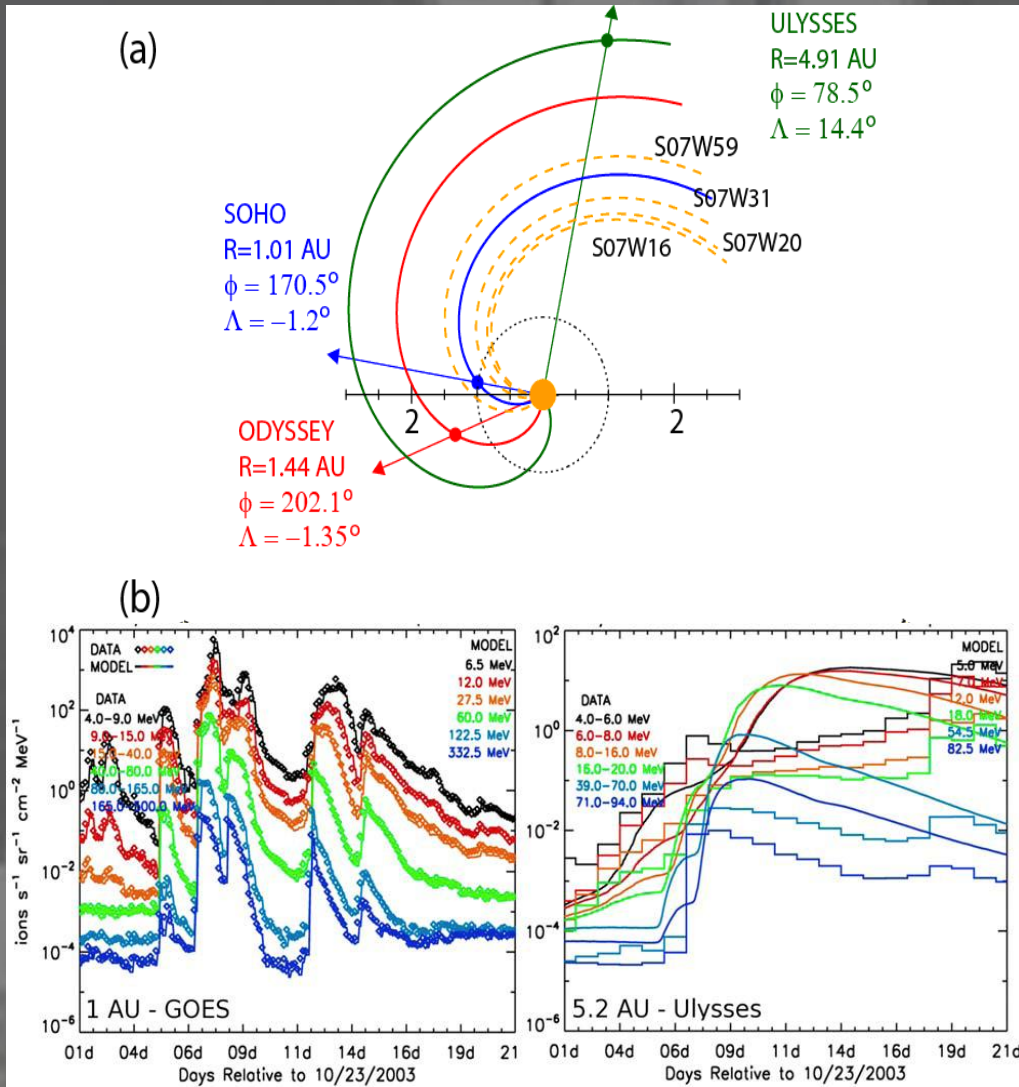 (a)
ULYSSES
R=4.91 AU
ϕ = 78.5°
Λ = 14.4°
S07W59
S07W31
S07W20
S07W16
SOHO
R=1.01 AU
ϕ = 170.5°
Λ = −1.2°
2
2
ODYSSEY
R=1.44 AU
ϕ = 202.1°
Λ = −1.35°
(b)
ions s⁻¹ sr⁻¹ cm⁻² MeV⁻¹
10⁴
10²
10⁰
10⁻²
10⁻⁴
10⁻⁶
DATA
MODEL
DATA
4.0−9.0 MeV
80.0−165.0 MeV
MODEL
6.5 MeV
12.0 MeV
27.5 MeV
60.0 MeV
122.5 MeV
332.5 MeV
1 AU - GOES
01d 04d 06d 09d 11d 14d 16d 19d 21
Days Relative to 10/23/2003
10²
10⁰
10⁻²
10⁻⁴
10⁻⁶
DATA
4.0−6.0 MeV
6.0−8.0 MeV
8.0−16.0 MeV
16.0−20.0 MeV
39.0−70.0 MeV
71.0−94.0 MeV
MODEL
5.0 MeV
18.0 MeV
54.5 MeV
82.5 MeV
5.2 AU - Ulysses
01d 04d 06d 09d 11d 14d 16d 19d 21d
Days Relative to 10/23/2003